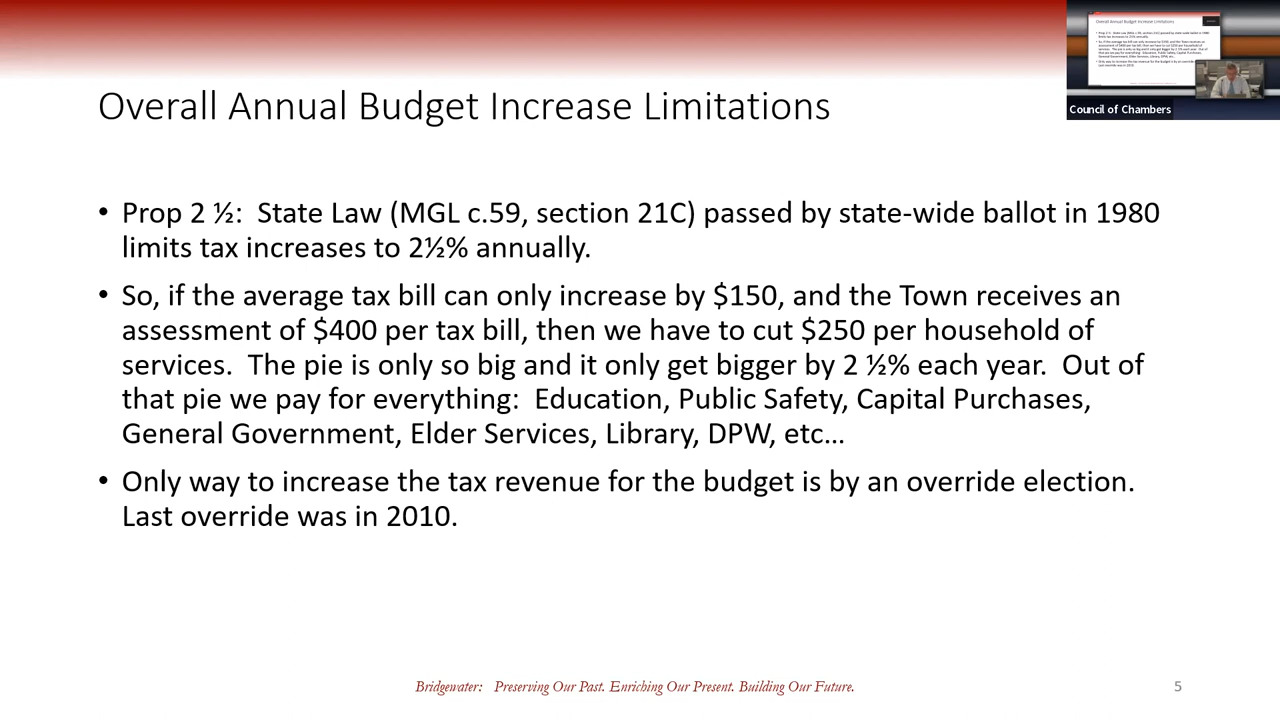 Overall Annual Budget Increase Limitations
Council of Chambers
• Prop 2 ½:  State Law (MGL c.59, section 21C) passed by state-wide ballot in 1980
limits tax increases to 2½% annually.
• So, if the average tax bill can only increase by $150, and the Town receives an
assessment of $400 per tax bill, then we have to cut $250 per household of
services.  The pie is only so big and it only get bigger by 2 ½% each year.  Out of
that pie we pay for everything:  Education, Public Safety, Capital Purchases,
General Government, Elder Services, Library, DPW, etc…
• Only way to increase the tax revenue for the budget is by an override election.
Last override was in 2010.
Bridgewater:   Preserving Our Past. Enriching Our Present. Building Our Future.
5